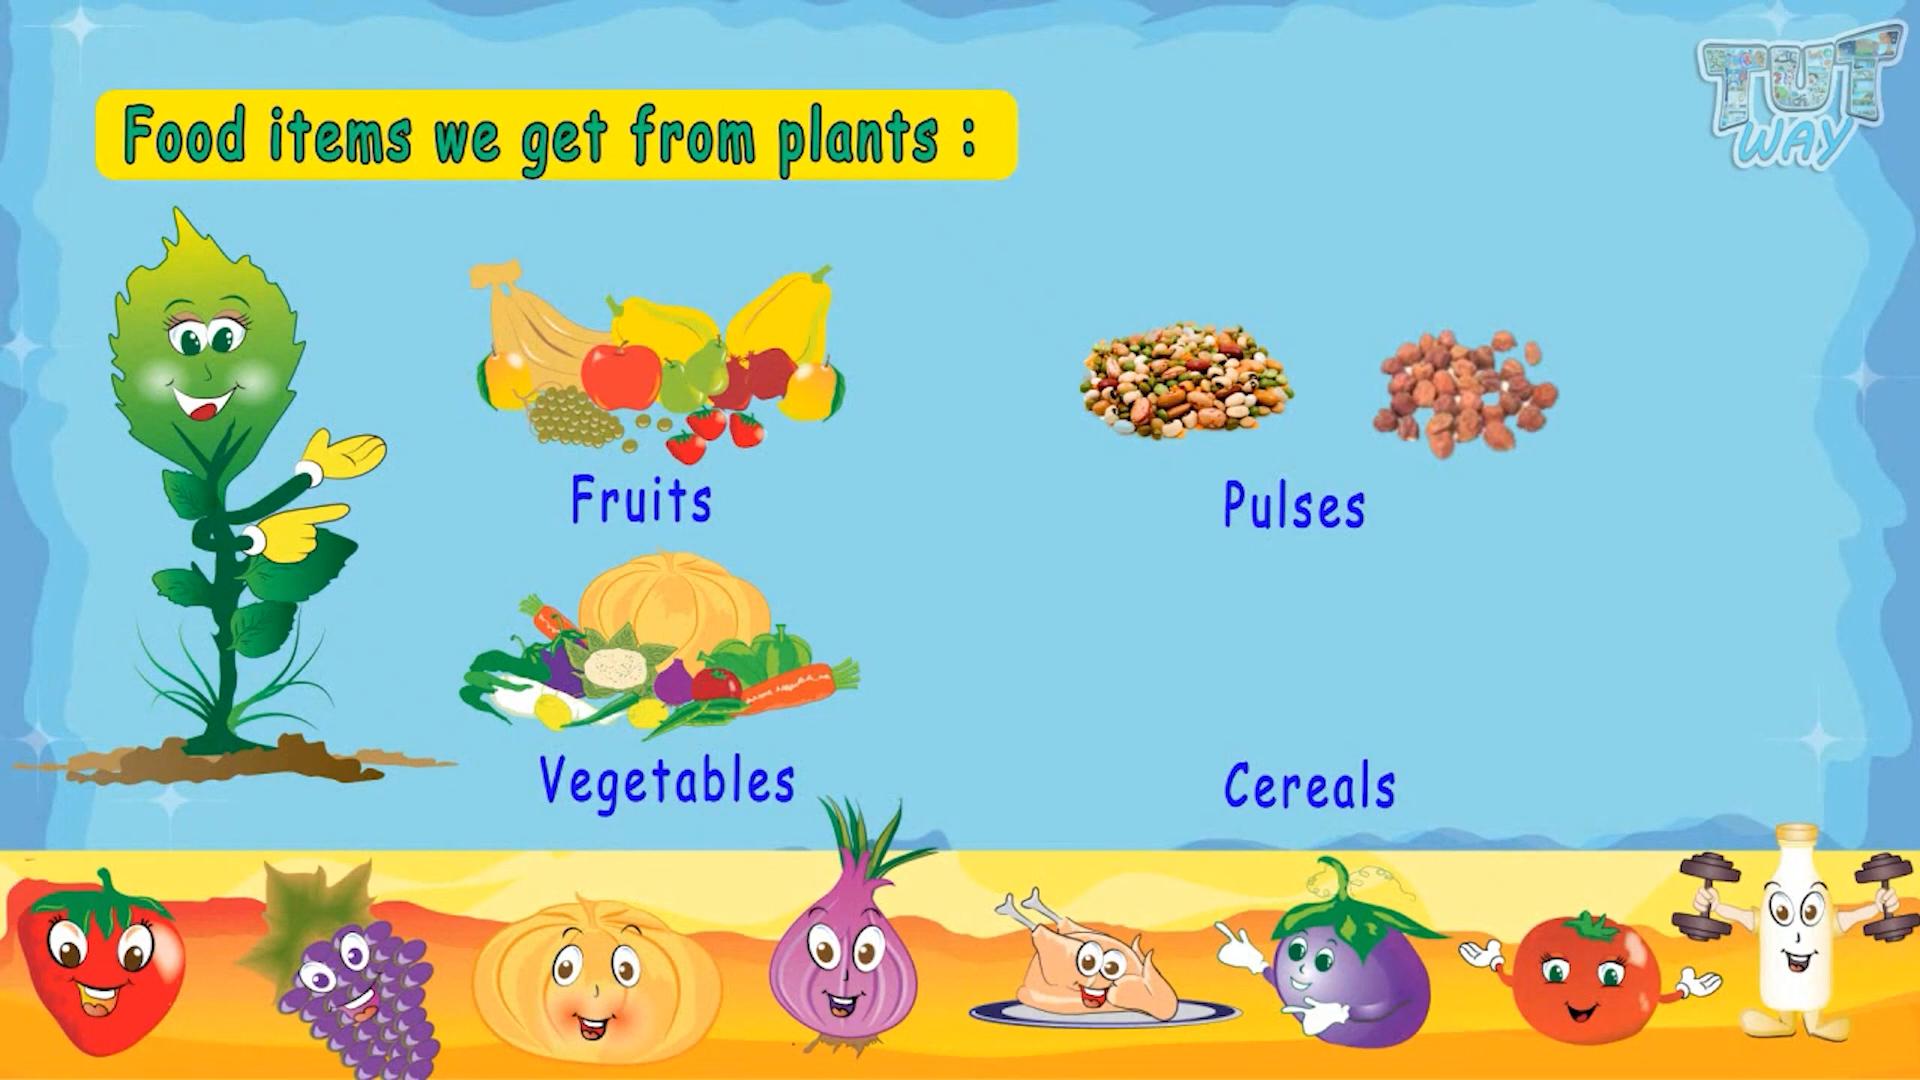 TUT
WAY
Food items we get from plants :
Fruits
Pulses
Vegetables
Cereals